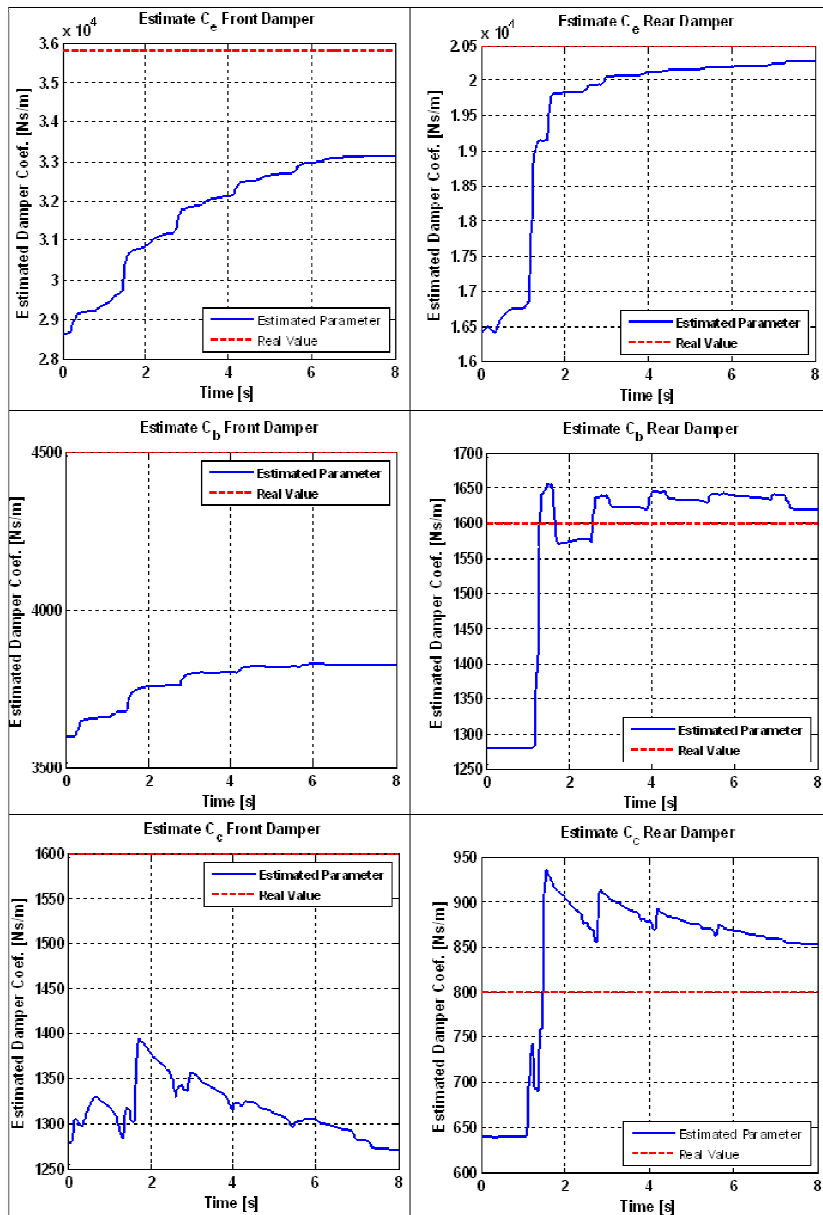 Estimate Ce Front Damper
x 10^4
Estimated Damper Coef. [Ns/m]
3.6
3.5
3.4
3.3
3.2
3.1
3
2.9
2.8
0 2 4 6 8
Time [s]
Estimated Parameter
Real Value
Estimate Ce Rear Damper
x 10^4
Estimated Damper Coef. [Ns/m]
2.05
2
1.95
1.9
1.85
1.8
1.75
1.7
1.65
1.6
0 2 4 6 8
Time [s]
Estimated Parameter
Real Value
Estimate Cb Front Damper
Estimated Damper Coef. [Ns/m]
4500
4000
3500
0 2 4 6 8
Time [s]
Estimated Parameter
Real Value
Estimate Cb Rear Damper
Estimated Damper Coef. [Ns/m]
1700
1650
1600
1550
1500
1450
1400
1350
1300
1250
0 2 4 6 8
Time [s]
Estimated Parameter
Real Value
Estimate Cc Front Damper
Estimated Damper Coef. [Ns/m]
1600
1550
1500
1450
1400
1350
1300
1250
0 2 4 6 8
Time [s]
Estimated Parameter
Real Value
Estimate Cc Rear Damper
Estimated Damper Coef. [Ns/m]
950
900
850
800
750
700
650
600
0 2 4 6 8
Time [s]
Estimated Parameter
Real Value